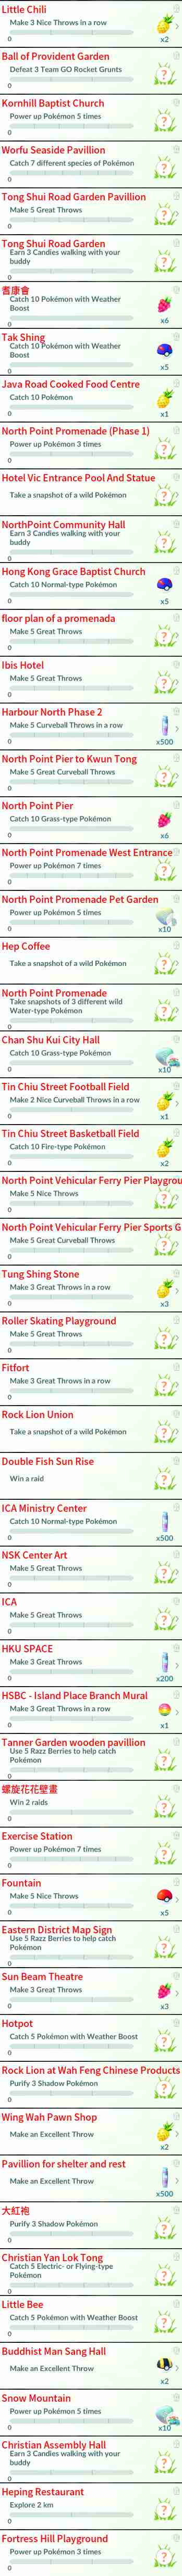 Little Chili
Make 3 Nice Throws in a row
0
x2
Ball of Provident Garden
Defeat 3 Team GO Rocket Grunts
0
Kornhill Baptist Church
Power up Pokémon 5 times
0
Worfu Seaside Pavillion
Catch 7 different species of Pokémon
0
Tong Shui Road Garden Pavillion
Make 5 Great Throws
0
Tong Shui Road Garden
Earn 3 Candies walking with your
buddy
0
耆康會
Catch 10 Pokémon with Weather
Boost
0
x6
Tak Shing
Catch 10 Pokémon with Weather
Boost
0
x5
Java Road Cooked Food Centre
Catch 10 Pokémon
0
x1
North Point Promenade (Phase 1)
Power up Pokémon 3 times
0
Hotel Vic Entrance Pool And Statue
Take a snapshot of a wild Pokémon
NorthPoint Community Hall
Earn 3 Candies walking with your
buddy
0
Hong Kong Grace Baptist Church
Catch 10 Normal-type Pokémon
0
x5
floor plan of a promenada
Make 5 Great Throws
0
Ibis Hotel
Make 5 Great Throws
0
Harbour North Phase 2
Make 5 Curveball Throws in a row
0
x500
North Point Pier to Kwun Tong
Make 5 Great Curveball Throws
0
North Point Pier
Catch 10 Grass-type Pokémon
0
x6
North Point Promenade West Entrance
Power up Pokémon 7 times
0
North Point Promenade Pet Garden
Power up Pokémon 5 times
0
x10
Hep Coffee
Take a snapshot of a wild Pokémon
North Point Promenade
Take snapshots of 3 different wild
Water-type Pokémon
0
Chan Shu Kui City Hall
Catch 10 Grass-type Pokémon
0
x10
Tin Chiu Street Football Field
Make 2 Nice Curveball Throws in a row
0
x1
Tin Chiu Street Basketball Field
Catch 10 Fire-type Pokémon
0
x2
North Point Vehicular Ferry Pier Playgrou
Make 5 Nice Throws
0
North Point Vehicular Ferry Pier Sports G
Make 5 Great Curveball Throws
0
Tung Shing Stone
Make 3 Great Throws in a row
0
x3
Roller Skating Playground
Make 5 Great Throws
0
Fitfort
Make 3 Great Throws in a row
0
Rock Lion Union
Take a snapshot of a wild Pokémon
Double Fish Sun Rise
Win a raid
ICA Ministry Center
Catch 10 Normal-type Pokémon
0
x500
NSK Center Art
Make 5 Great Throws
0
ICA
Make 5 Great Throws
0
HKU SPACE
Make 3 Great Throws
0
x200
HSBC - Island Place Branch Mural
Make 3 Great Throws in a row
0
x1
Tanner Garden wooden pavillion
Use 5 Razz Berries to help catch
Pokémon
0
螺旋花花壁畫
Win 2 raids
0
Exercise Station
Power up Pokémon 7 times
0
Fountain
Make 5 Nice Throws
0
x5
Eastern District Map Sign
Use 5 Razz Berries to help catch
Pokémon
0
Sun Beam Theatre
Make 3 Great Throws
0
x3
Hotpot
Catch 5 Pokémon with Weather Boost
0
Rock Lion at Wah Feng Chinese Products
Purify 3 Shadow Pokémon
0
Wing Wah Pawn Shop
Make an Excellent Throw
x2
Pavillion for shelter and rest
Make an Excellent Throw
x500
大紅袍
Purify 3 Shadow Pokémon
0
Christian Yan Lok Tong
Catch 5 Electric- or Flying-type
Pokémon
0
Little Bee
Catch 5 Pokémon with Weather Boost
0
Buddhist Man Sang Hall
Make an Excellent Throw
x2
Snow Mountain
Power up Pokémon 5 times
0
x10
Christian Assembly Hall
Earn 3 Candies walking with your
buddy
0
Heping Restaurant
Explore 2 km
0
Fortress Hill Playground
Power up Pokémon 3 times
0